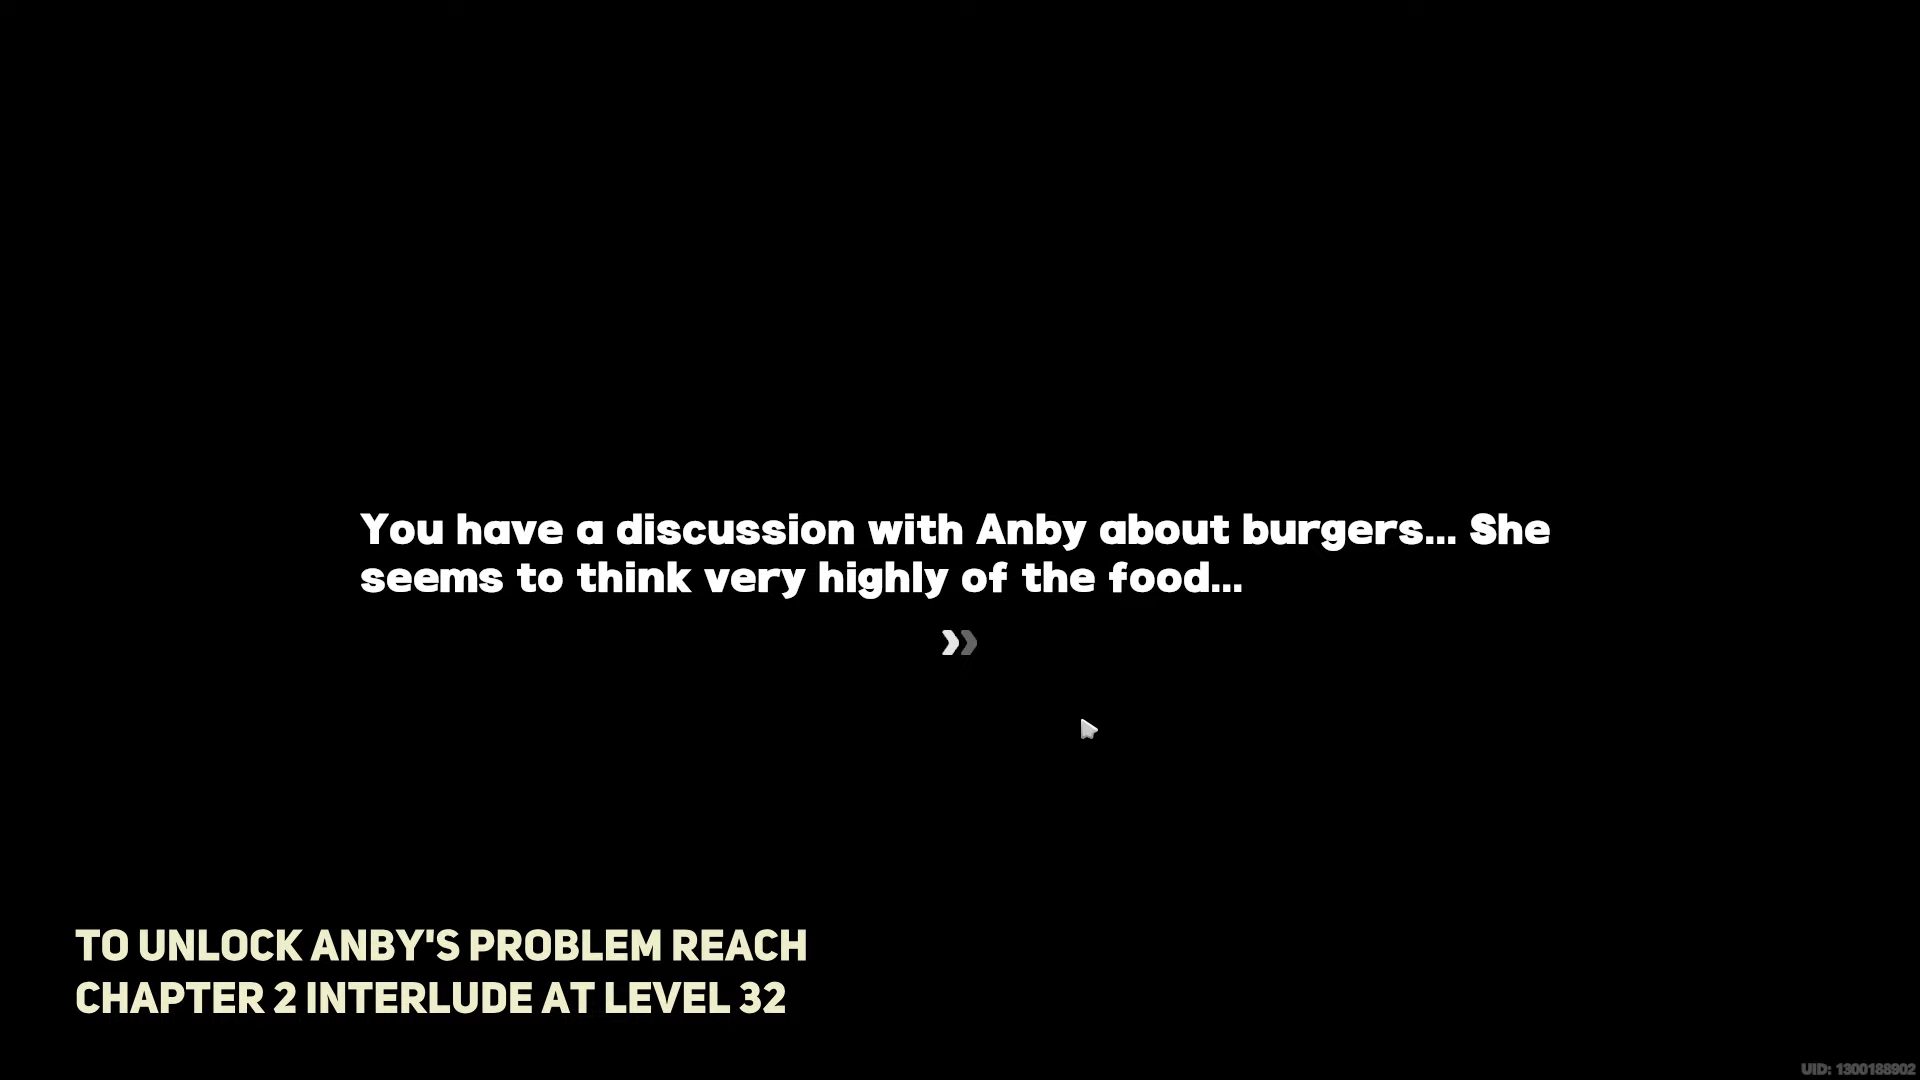 You have a discussion with Anby about burgers... She
seems to think very highly of the food...
TO UNLOCK ANBY'S PROBLEM REACH
CHAPTER 2 INTERLUDE AT LEVEL 32
UID: 1300188902